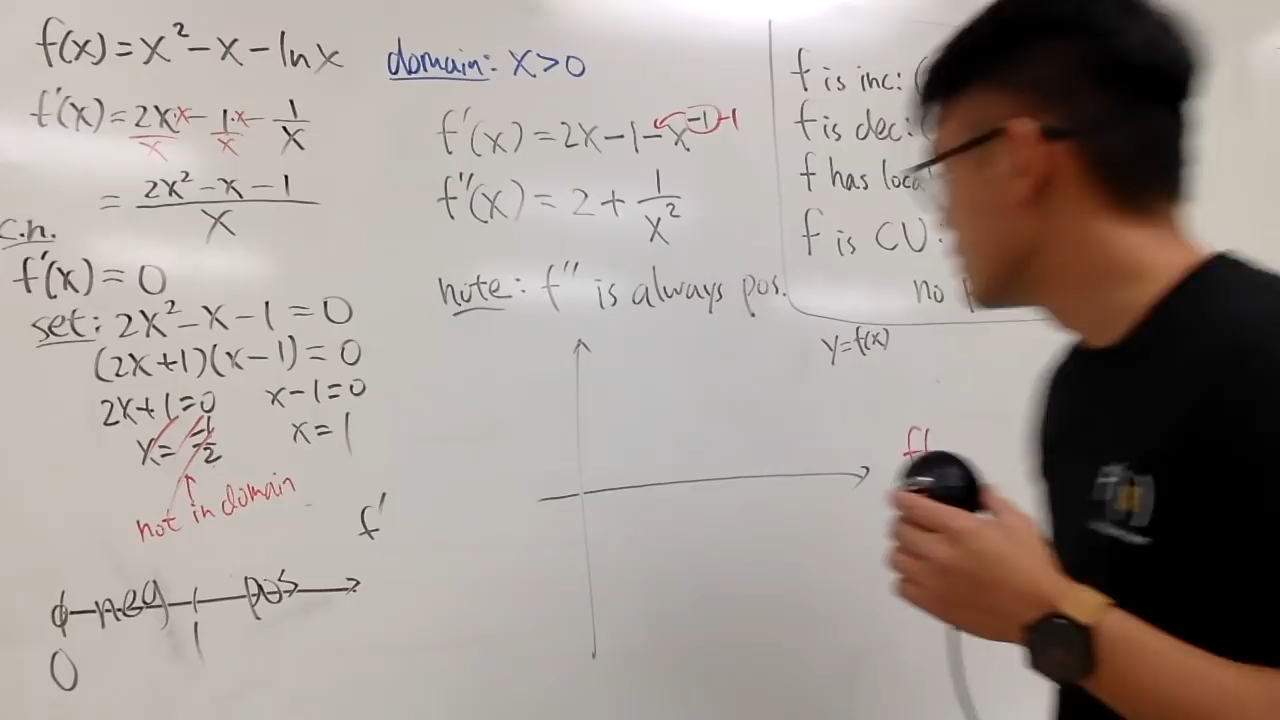 f(x) = x² - x - ln x
domain: x > 0
f'(x) = 2x·x/x - 1·x/x - 1/x
= (2x² - x - 1)/x
c.n.
f'(x) = 0
set: 2x² - x - 1 = 0
(2x+1)(x-1) = 0
2x+1=0 x-1=0
x = -1/2 x = 1
not in domain
f'
neg pos
0 1
f'(x) = 2x - 1 - x⁻¹ -1
f''(x) = 2 + 1/x²
note: f'' is always pos.
f is inc: (
f is dec: (
f has loca
f is CU:
no
y = f(x)
f(